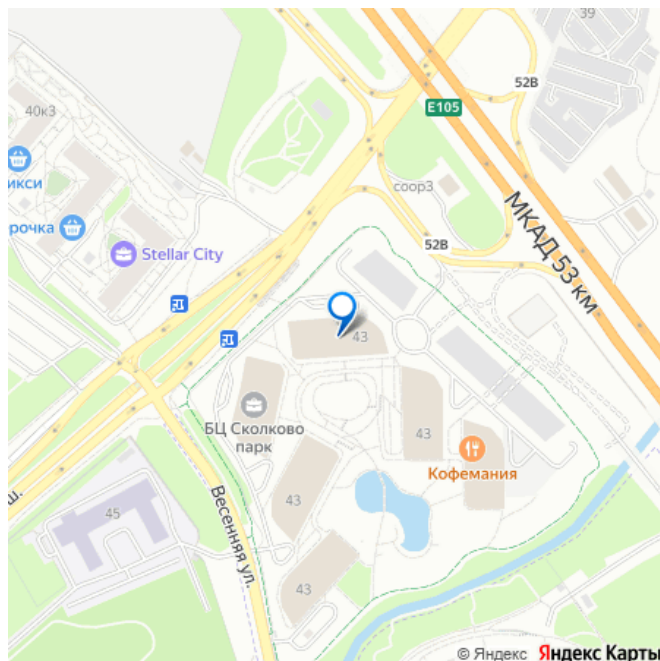 39
52В
40к3
E105
икси
соор3
рочка
Stellar City
52В
МКАД 53 км
43
БЦ Сколково
парк
43
Кофемания
43
ш.
45
Весенняя ул.
43
© Яндекс Яндекс Карты